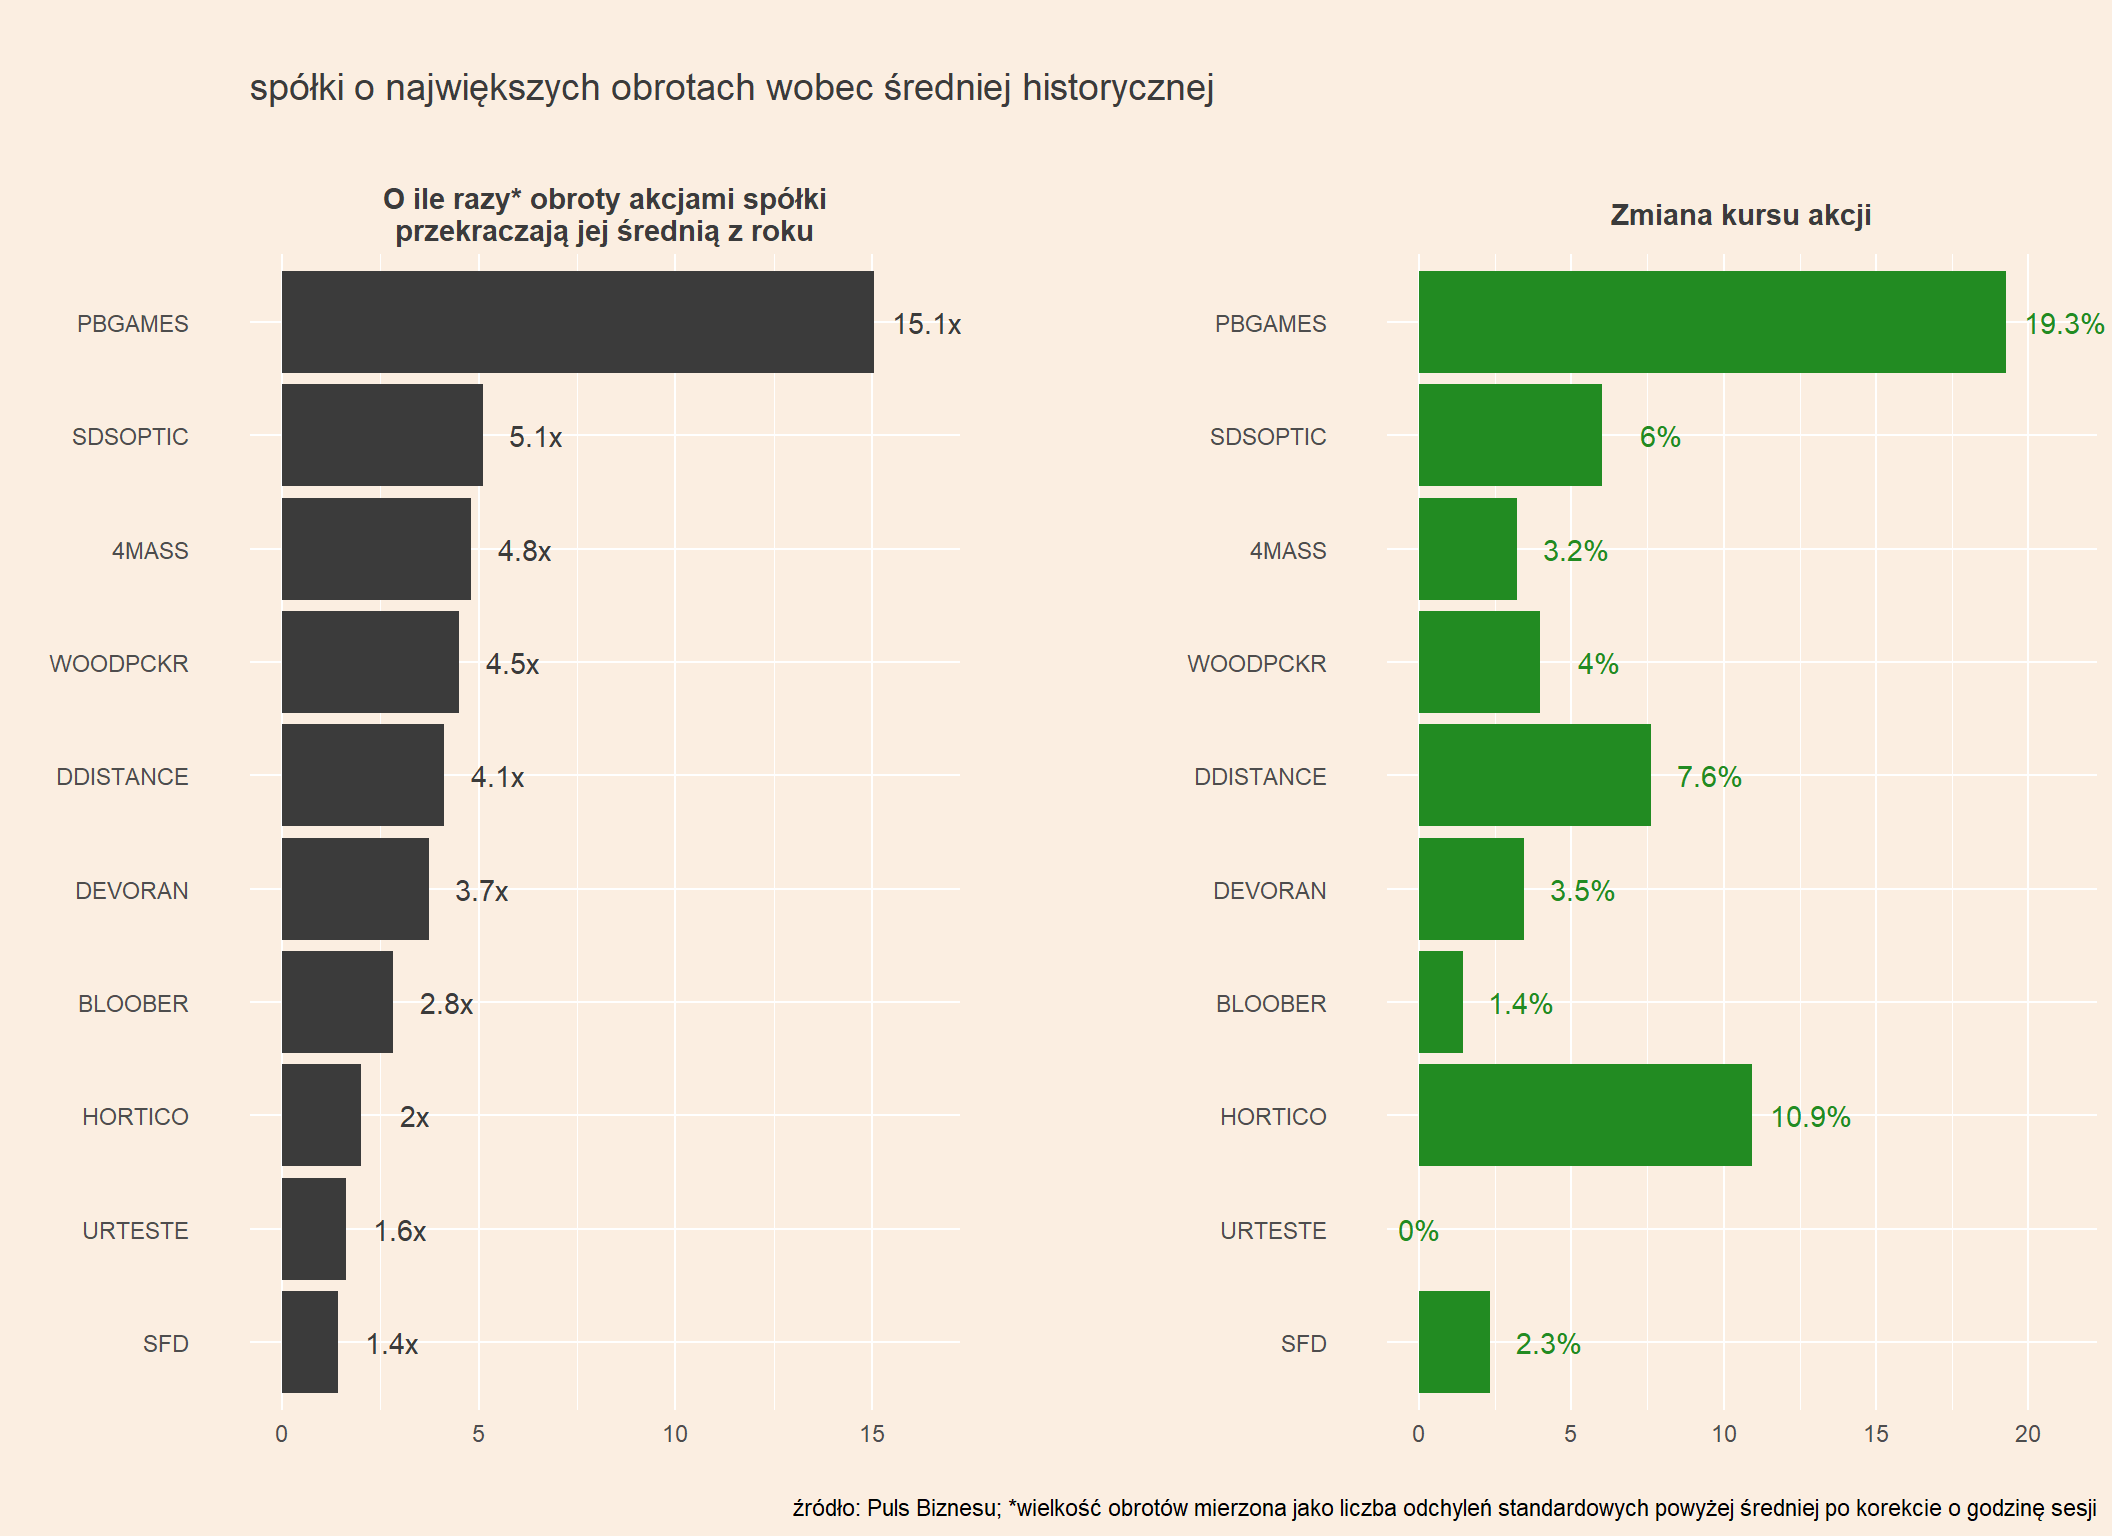 spółki o największych obrotach wobec średniej historycznej
O ile razy* obroty akcjami spółki
przekraczają jej średnią z roku
PBGAMES
15.1x
SDSOPTIC
5.1x
4MASS
4.8x
WOODPCKR
4.5x
DDISTANCE
4.1x
DEVORAN
3.7x
BLOOBER
2.8x
HORTICO
2x
URTESTE
1.6x
SFD
1.4x
0 5 10 15
Zmiana kursu akcji
PBGAMES
19.3%
SDSOPTIC
6%
4MASS
3.2%
WOODPCKR
4%
DDISTANCE
7.6%
DEVORAN
3.5%
BLOOBER
1.4%
HORTICO
10.9%
URTESTE
0%
SFD
2.3%
0 5 10 15 20
źródło: Puls Biznesu; *wielkość obrotów mierzona jako liczba odchyleń standardowych powyżej średniej po korekcie o godzinę sesji